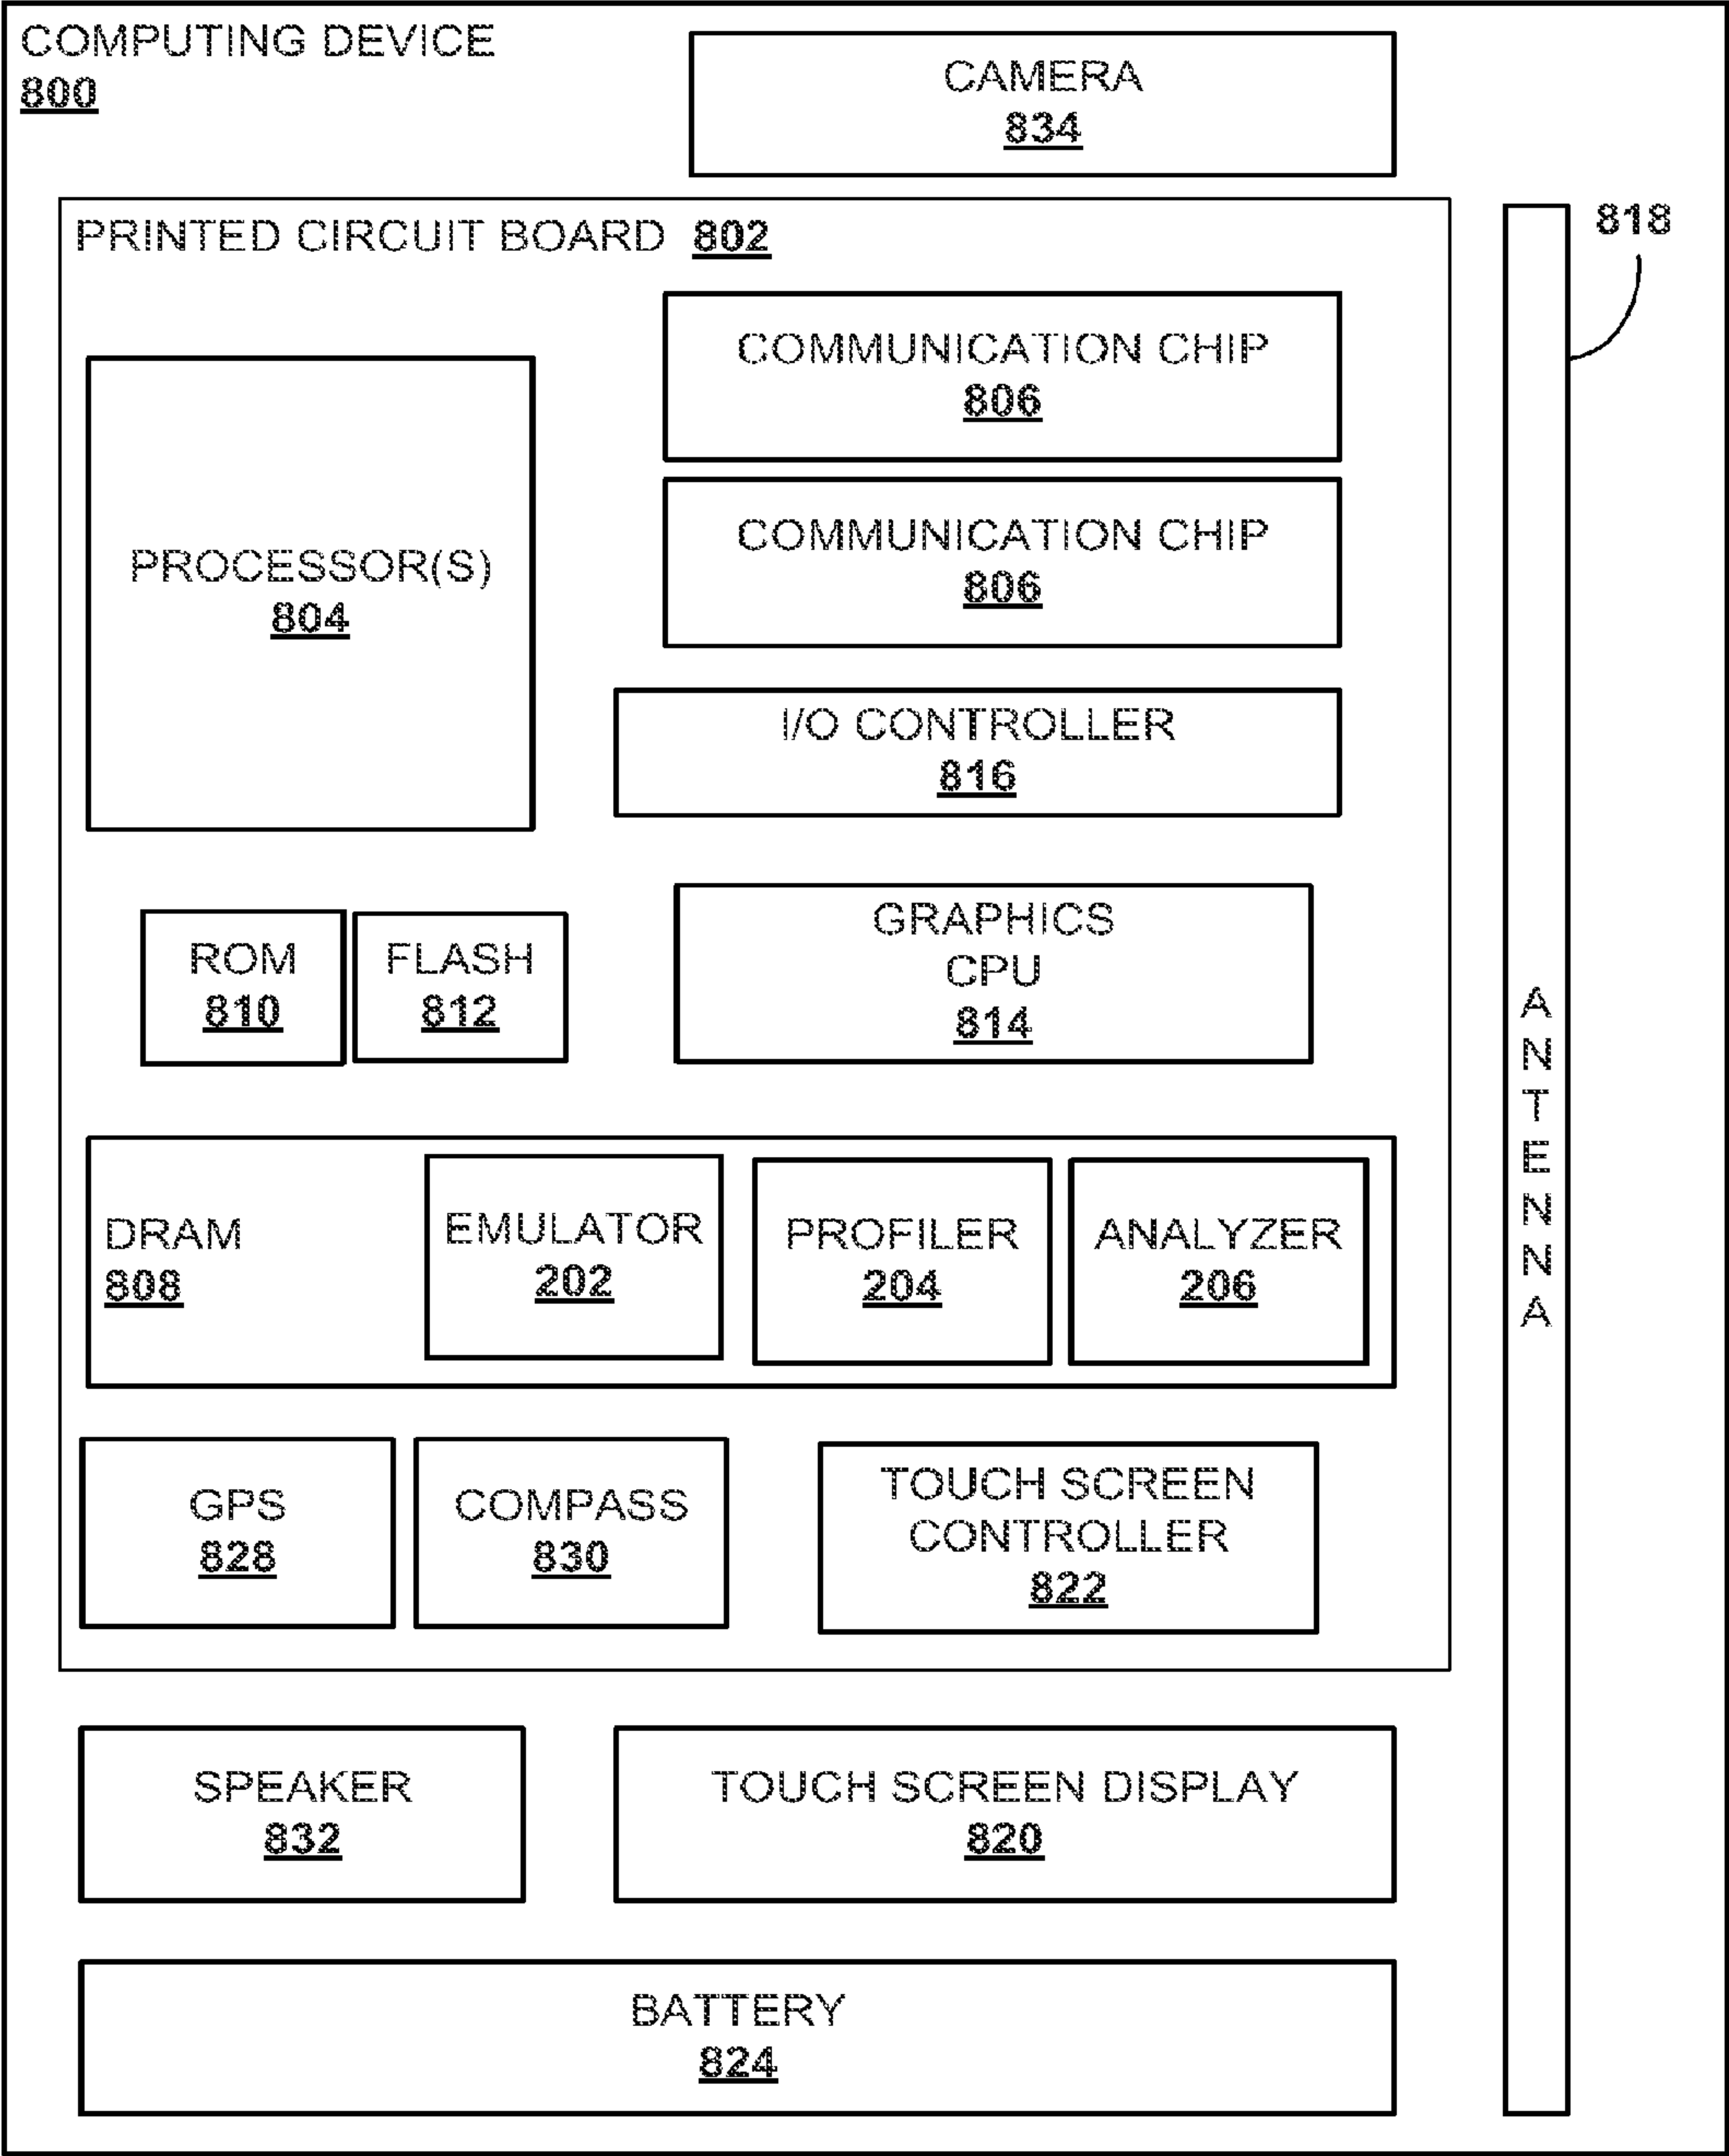 COMPUTING DEVICE
800
CAMERA
834
PRINTED CIRCUIT BOARD 802
818
COMMUNICATION CHIP
806
PROCESSOR(S)
804
COMMUNICATION CHIP
806
I/O CONTROLLER
816
ROM
810
FLASH
812
GRAPHICS
CPU
814
DRAM
808
EMULATOR
202
PROFILER
204
ANALYZER
206
ANTENNA
GPS
828
COMPASS
830
TOUCH SCREEN
CONTROLLER
822
SPEAKER
832
TOUCH SCREEN DISPLAY
820
BATTERY
824